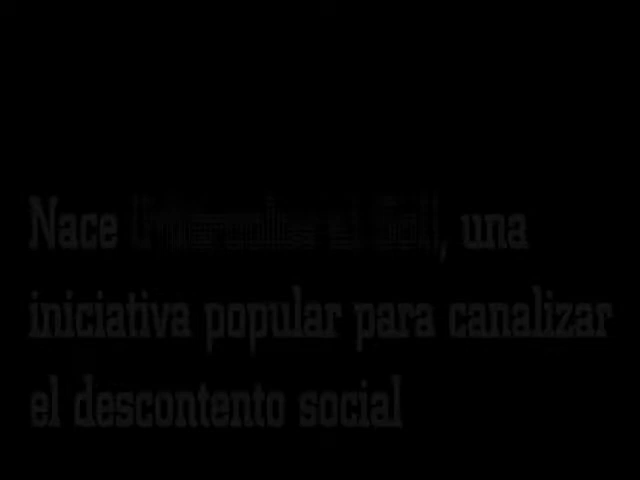 Nace , una
iniciativa popular para canalizar
el descontento social